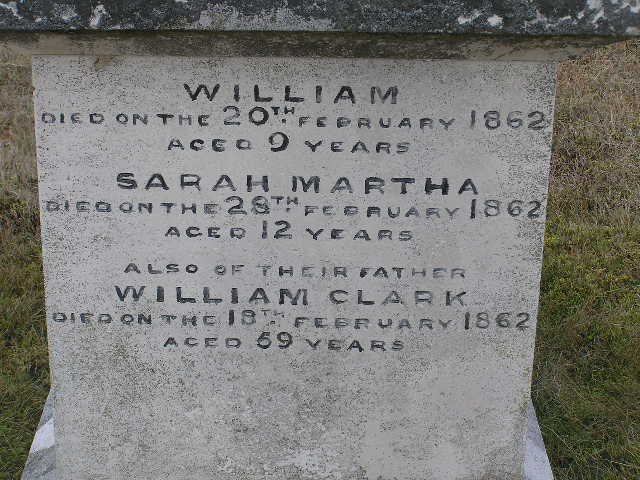 WILLIAM
DIED ON THE 20TH FEBRUARY 1862
AGED 9 YEARS
SARAH MARTHA
DIED ON THE 28TH FEBRUARY 1862
AGED 12 YEARS
ALSO OF THEIR FATHER
WILLIAM CLARK
DIED ON THE 18TH FEBRUARY 1862
AGED 59 YEARS